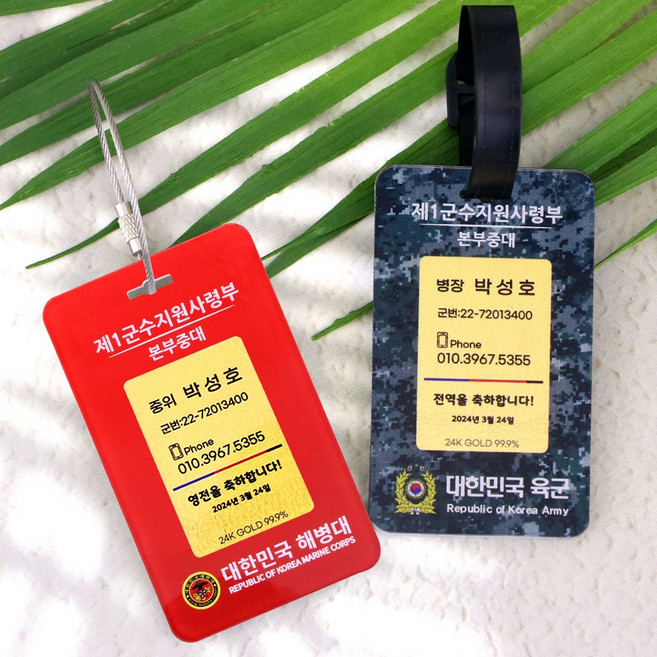 제1군수지원사령부
본부중대
중위 박성호
군번:22-72013400
Phone
010.3967.5355
영전을 축하합니다!
2024년 3월 24일
24K GOLD 99.9%
대한민국 해병대
REPUBLIC OF KOREA MARINE CORPS
제1군수지원사령부
본부중대
병장 박성호
군번:22-72013400
Phone
010.3967.5355
전역을 축하합니다!
2024년 3월 24일
24K GOLD 99.9%
대한민국 육군
Republic of Korea Army